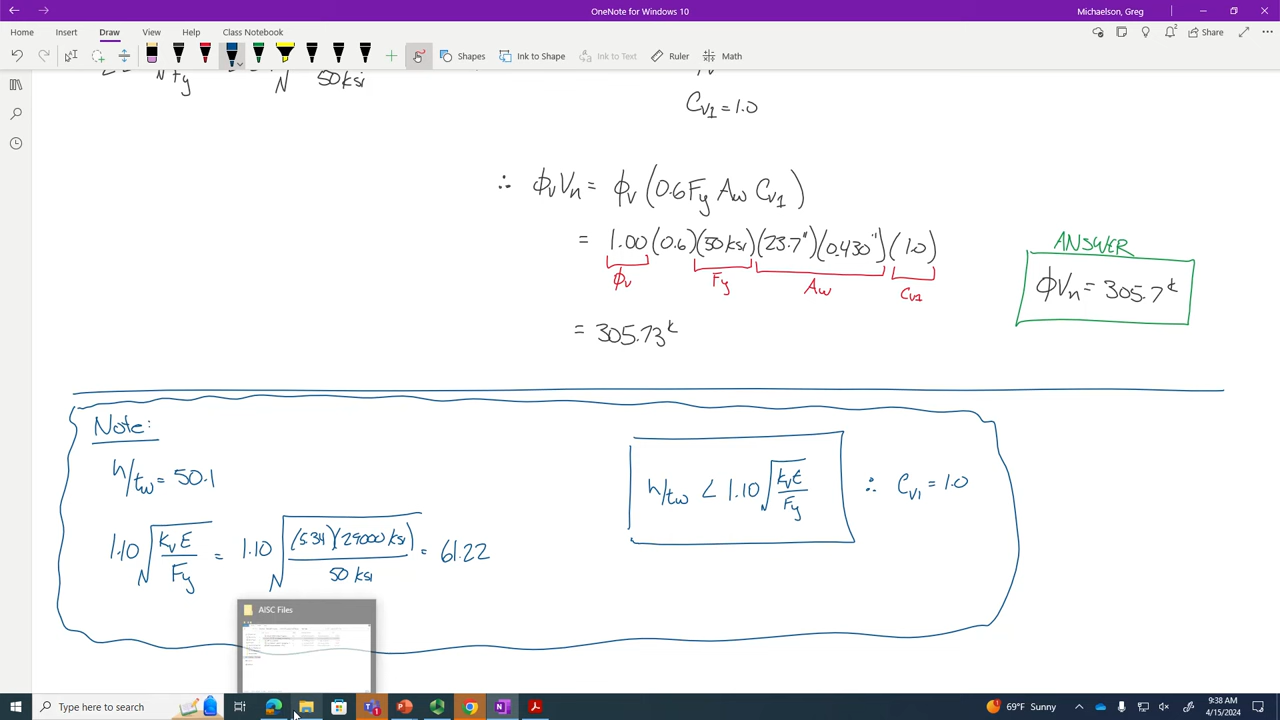 OneNote for Windows 10
Michaelson, Greg
Home Insert Draw View Help Class Notebook
Share
Shapes Ink to Shape Ink to Text Ruler Math
50 ksi
Cv1 = 1.0
∴ ϕvVn = ϕv (0.6Fy Aw Cv1)
= 1.00(0.6)(50 ksi)(23.7")(0.430")(1.0)
ϕv Fy Aw Cv1
= 305.73k
ANSWER
ϕVn = 305.7k
Note:
h/tw = 50.1
1.10 √(kvE/Fy) = 1.10 √((5.34)(29000 ksi)/50 ksi) = 61.22
h/tw < 1.10 √(kvE/Fy) ∴ Cv1 = 1.0
AISC Files
Type here to search
69°F Sunny
9:38 AM
4/15/2024